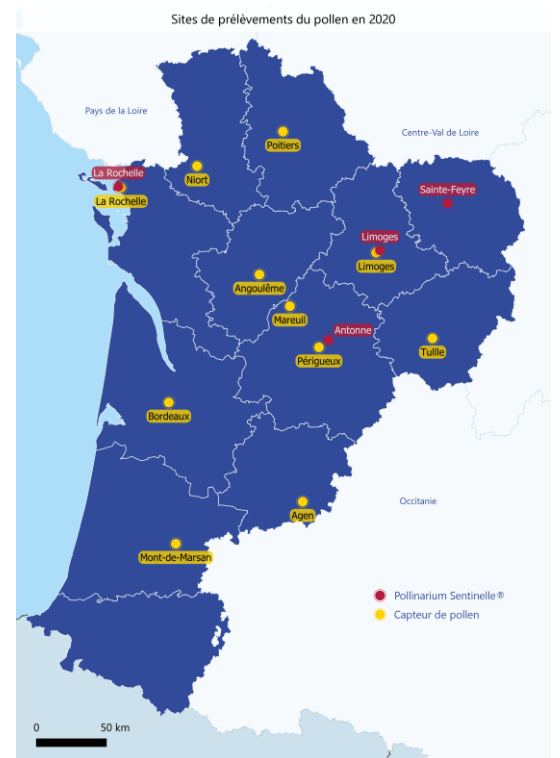 Sites de prélèvements du pollen en 2020
Pays de la Loire
Centre-Val de Loire
Poitiers
La Rochelle
Niort
La Rochelle
Sainte-Feyre
Limoges
Limoges
Angoulême
Mareuil
Antonne
Périgueux
Tullle
Bordeaux
Occitanie
Agen
Mont-de-Marsan
Pollinarium Sentinelle®
Capteur de pollen
0 50 km